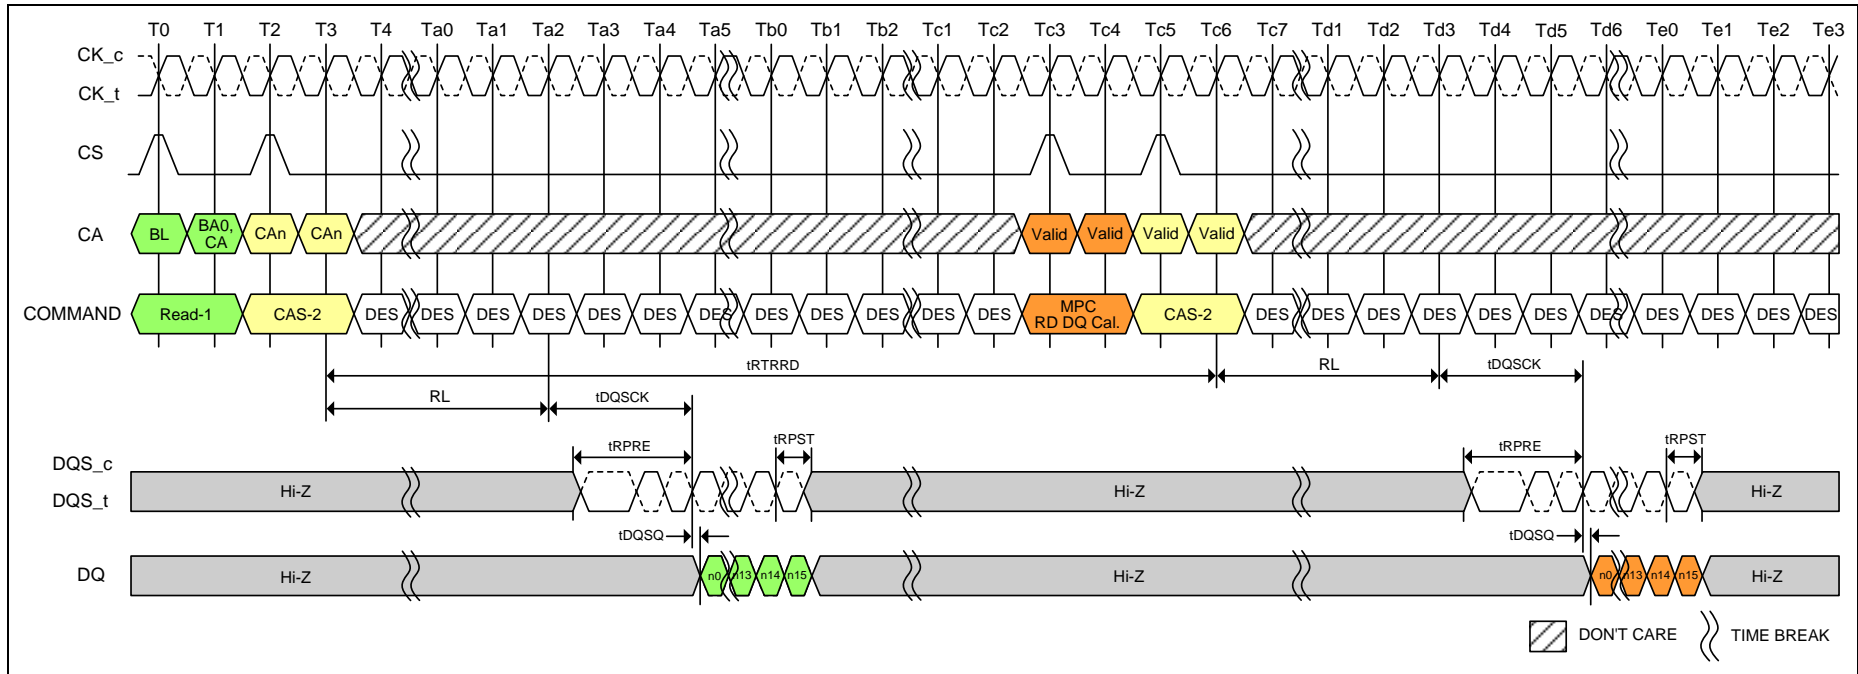 T0 T1 T2 T3 T4 Ta0 Ta1 Ta2 Ta3 Ta4 Ta5 Tb0 Tb1 Tb2 Tc1 Tc2 Tc3 Tc4 Tc5 Tc6 Tc7 Td1 Td2 Td3 Td4 Td5 Td6 Te0 Te1 Te2 Te3
CK_c
CK_t
CS
CA BL BA0, CA CAn CAn Valid Valid Valid Valid
COMMAND Read-1 CAS-2 DES DES DES DES DES DES DES DES DES DES DES DES MPC RD DQ Cal. CAS-2 DES DES DES DES DES DES DES DES DES DES DES
tRTRRD RL tDQSCK
RL tDQSCK
tRPRE tRPST tRPRE tRPST
DQS_c
DQS_t Hi-Z Hi-Z Hi-Z
tDQSQ tDQSQ
DQ Hi-Z n0 n13 n14 n15 Hi-Z n0 n13 n14 n15 Hi-Z
DON'T CARE TIME BREAK